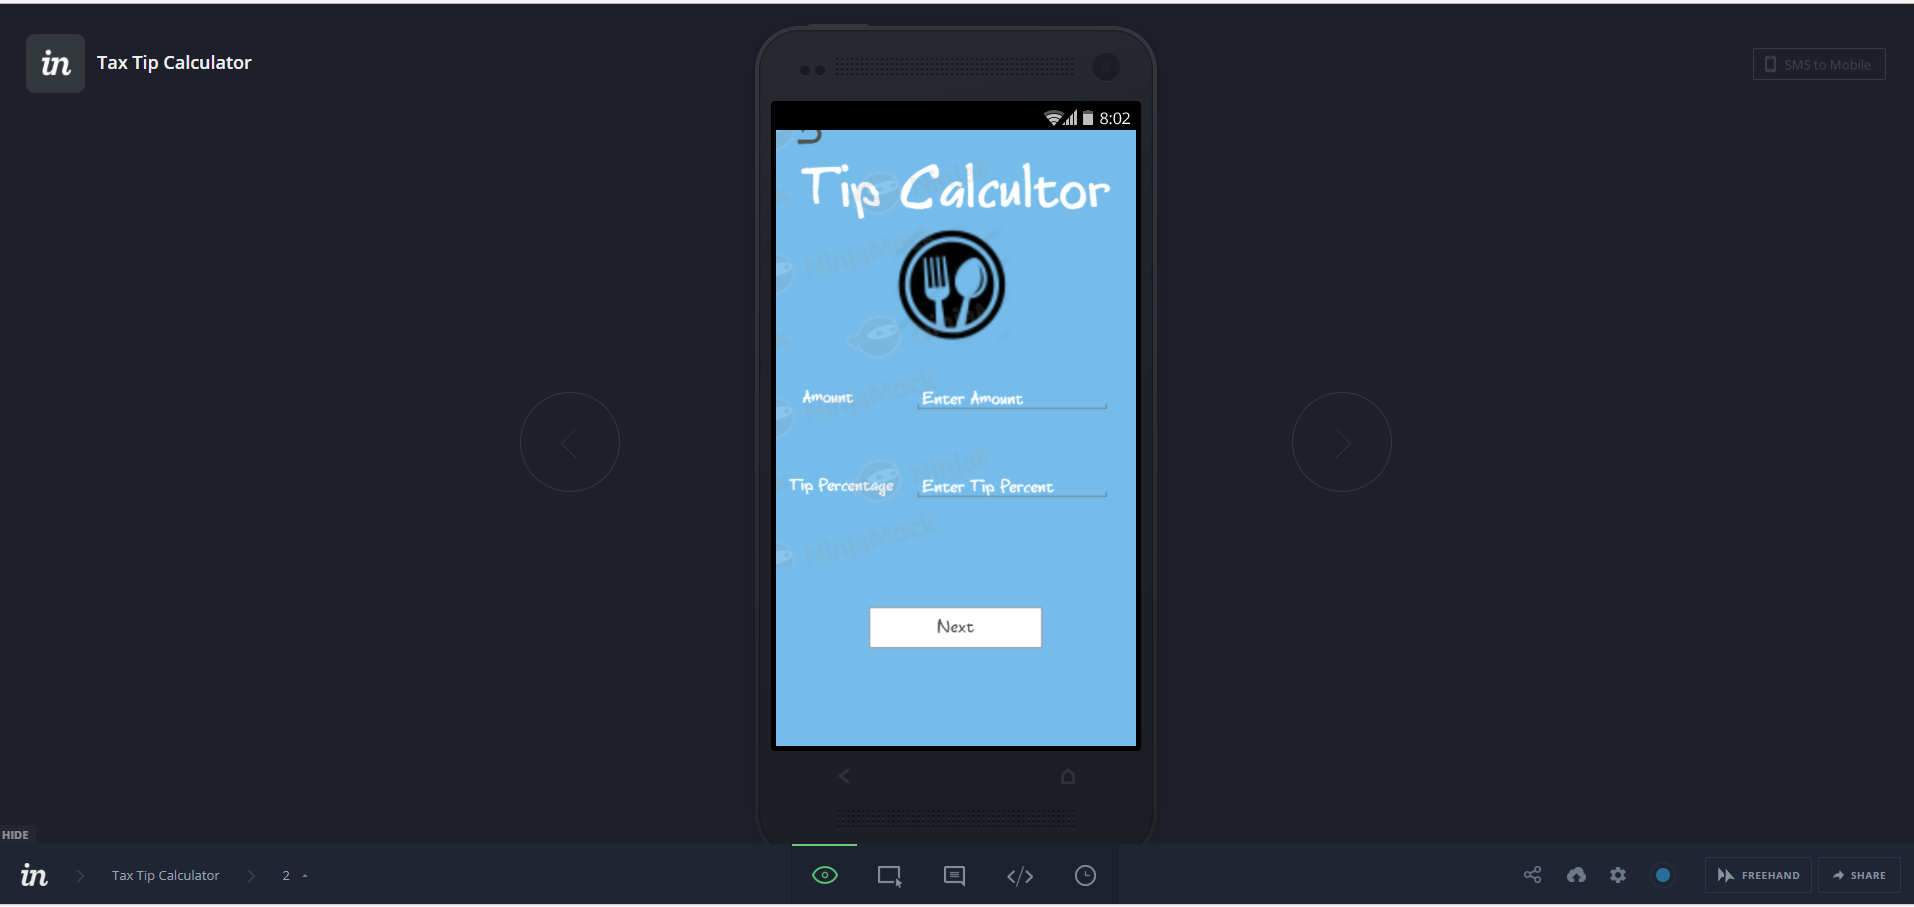 in Tax Tip Calculator
SMS to Mobile
8:02
Tip Calcultor
NinjaMock
Amount Enter Amount
NinjaMock
Tip Percentage Enter Tip Percent
NinjaMock
Next
HIDE
in Tax Tip Calculator 2
FREEHAND
SHARE